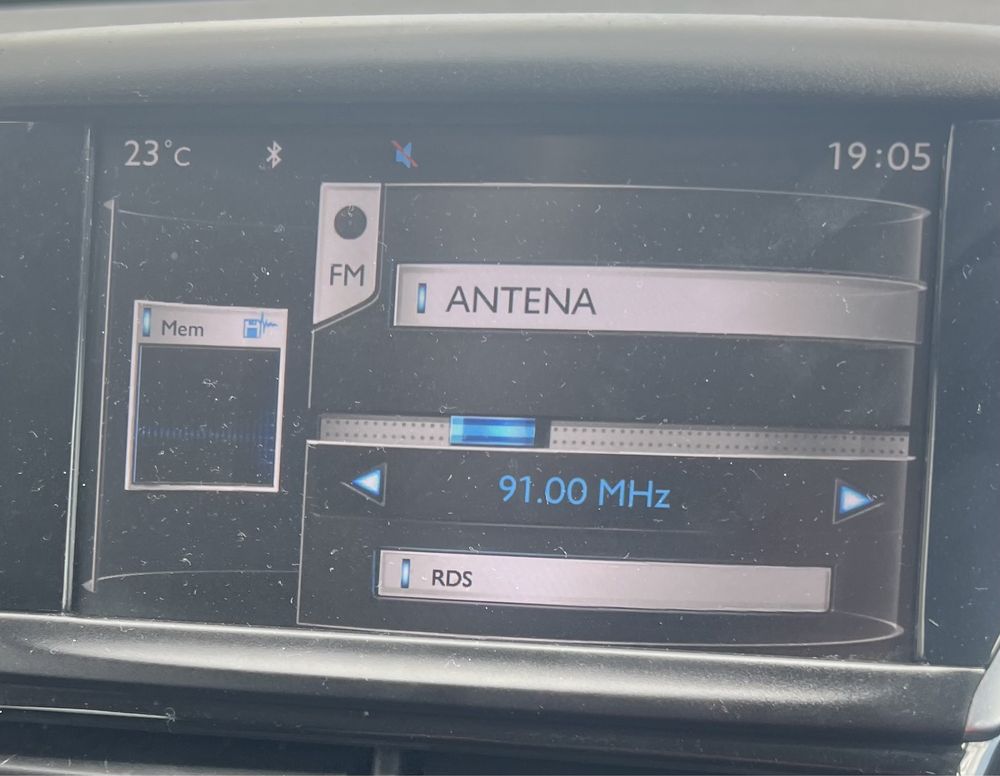 23°C 19:05
FM
ANTENA
Mem
91.00 MHz
RDS